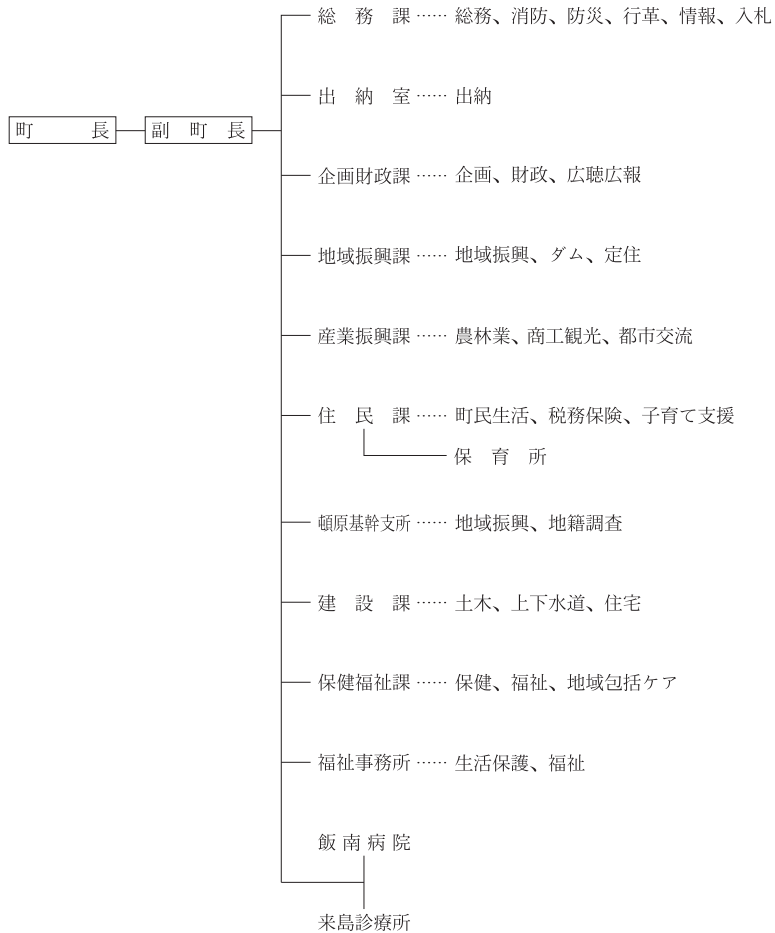 町長
副町長
総務課……総務、消防、防災、行革、情報、入札
出納室……出納
企画財政課……企画、財政、広聴広報
地域振興課……地域振興、ダム、定住
産業振興課……農林業、商工観光、都市交流
住民課……町民生活、税務保険、子育て支援
保育所
頓原基幹支所……地域振興、地籍調査
建設課……土木、上下水道、住宅
保健福祉課……保健、福祉、地域包括ケア
福祉事務所……生活保護、福祉
飯南病院
来島診療所